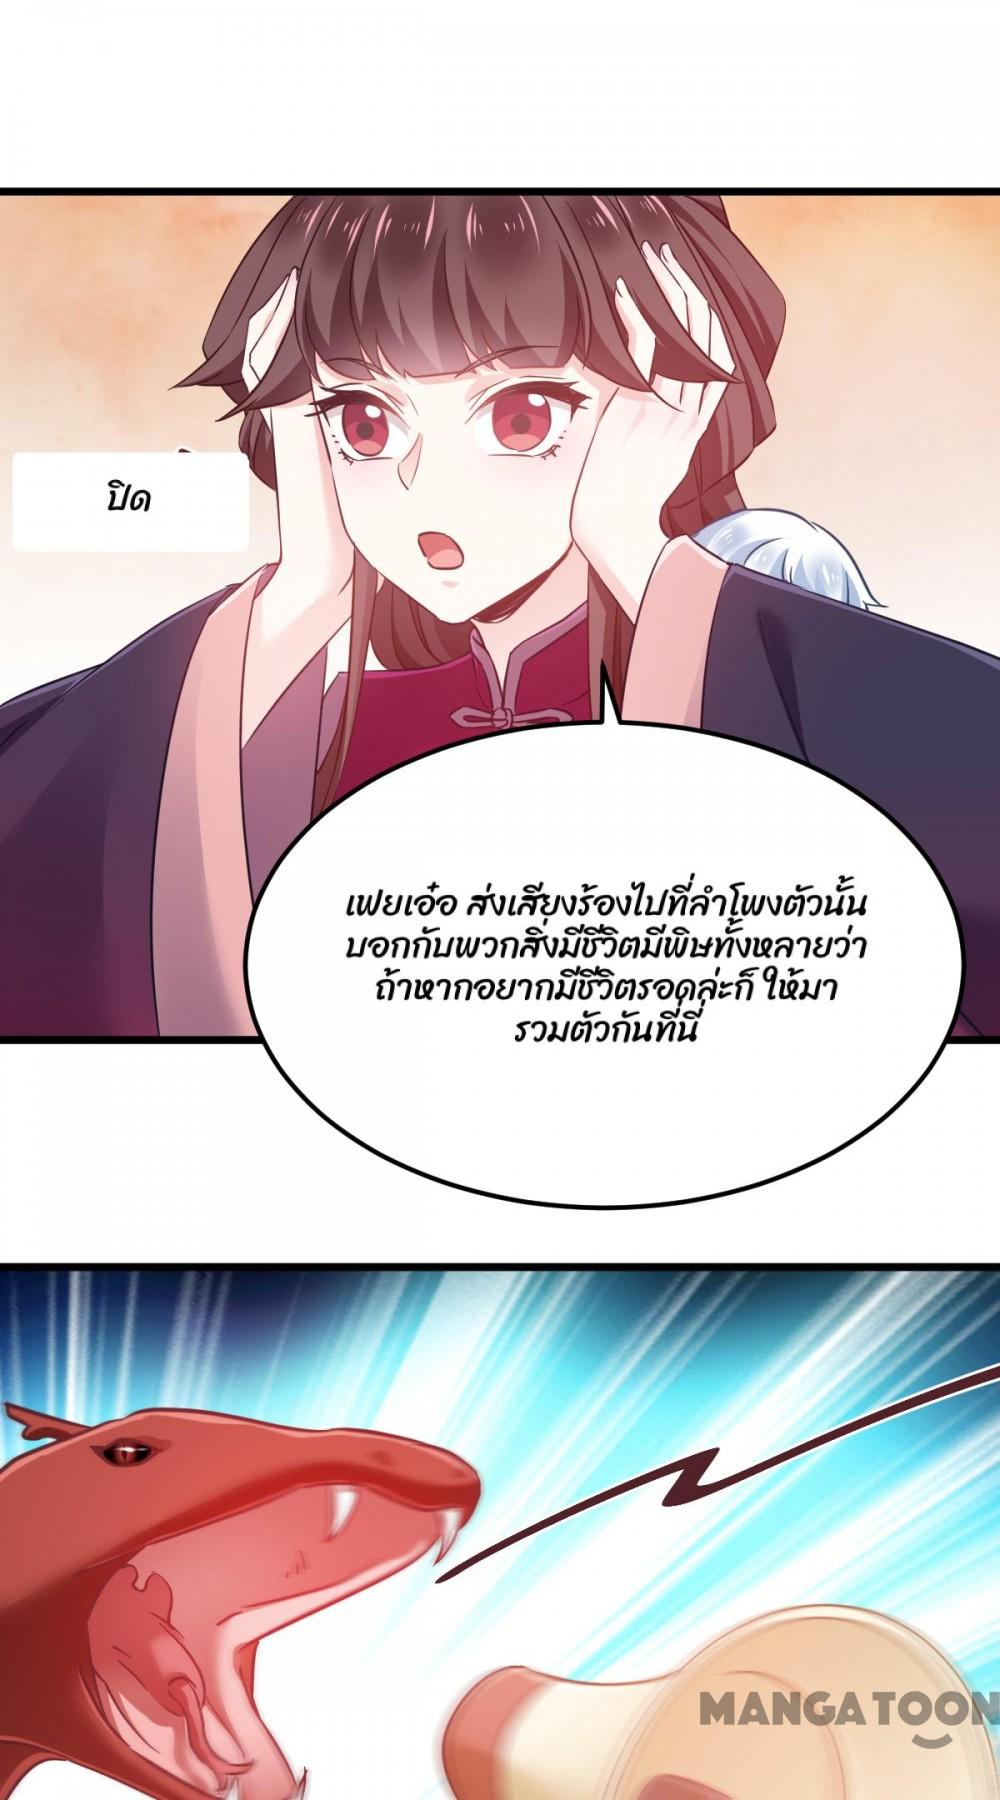 ปิด
เฟยเอ๋อ ส่งเสียงร้องไปที่ลำโพงตัวนั้น
บอกกับพวกสิ่งมีชีวิตมีพิษทั้งหลายว่า
ถ้าหากอยากมีชีวิตรอดล่ะก็ ให้มา
รวมตัวกันที่นี่
MANGATOON